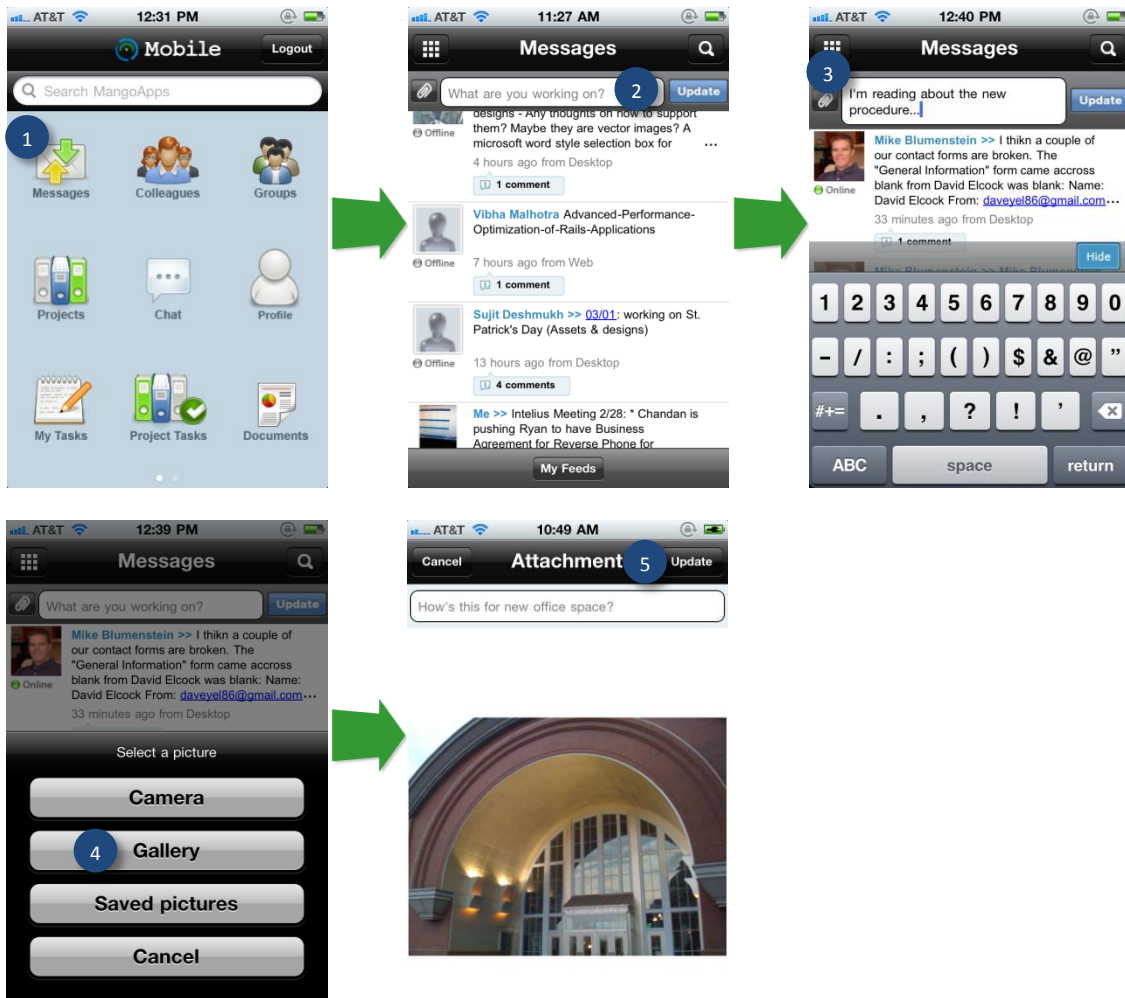 AT&T 12:31 PM
Mobile Logout
Search MangoApps
1
Messages Colleagues Groups
Projects Chat Profile
My Tasks Project Tasks Documents
AT&T 11:27 AM
Messages
What are you working on? 2 Update
designs - Any thoughts on how to support
Offline them? Maybe they are vector images? A
microsoft word style selection box for ...
4 hours ago from Desktop
1 comment
Vibha Malhotra Advanced-Performance-
Optimization-of-Rails-Applications
Offline 7 hours ago from Web
1 comment
Sujit Deshmukh >> 03/01: working on St.
Patrick's Day (Assets & designs)
Offline 13 hours ago from Desktop
4 comments
Me >> Intelius Meeting 2/28: * Chandan is
pushing Ryan to have Business
Agreement for Reverse Phone for
My Feeds
AT&T 12:40 PM
Messages
3
I'm reading about the new
procedure... Update
Mike Blumenstein >> I thikn a couple of
our contact forms are broken. The
"General Information" form came accross
Online blank from David Elcock was blank: Name:
David Elcock From: daveyel86@gmail.com...
33 minutes ago from Desktop
1 comment
Hide
Mike Blumenstein >> Mike Blumenstein
1 2 3 4 5 6 7 8 9 0
- / : ; ( ) $ & @ "
#+= . , ? ! '
ABC space return
AT&T 12:39 PM
Messages
What are you working on? Update
Mike Blumenstein >> I thikn a couple of
our contact forms are broken. The
"General Information" form came accross
Online blank from David Elcock was blank: Name:
David Elcock From: daveyel86@gmail.com...
33 minutes ago from Desktop
Select a picture
Camera
4 Gallery
Saved pictures
Cancel
AT&T 10:49 AM
Cancel Attachment 5 Update
How's this for new office space?